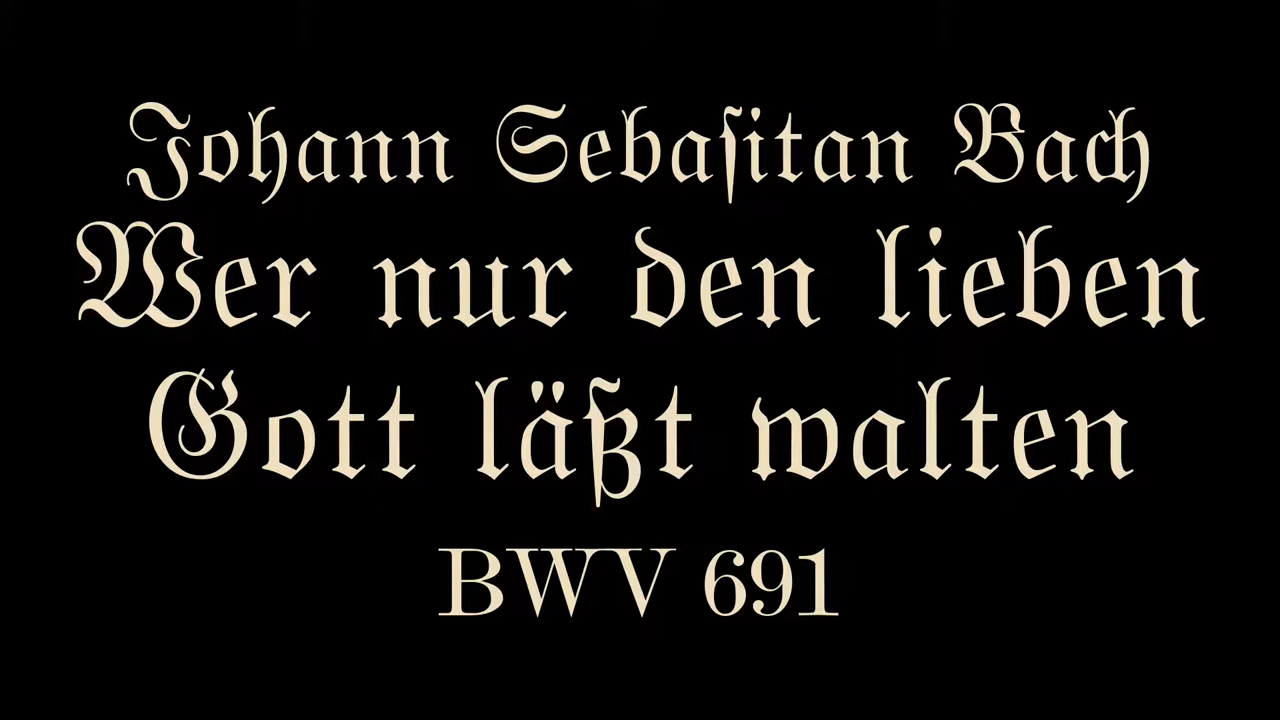 Johann Sebaſitan Bach
Wer nur den lieben
Gott läßt walten
BWV 691